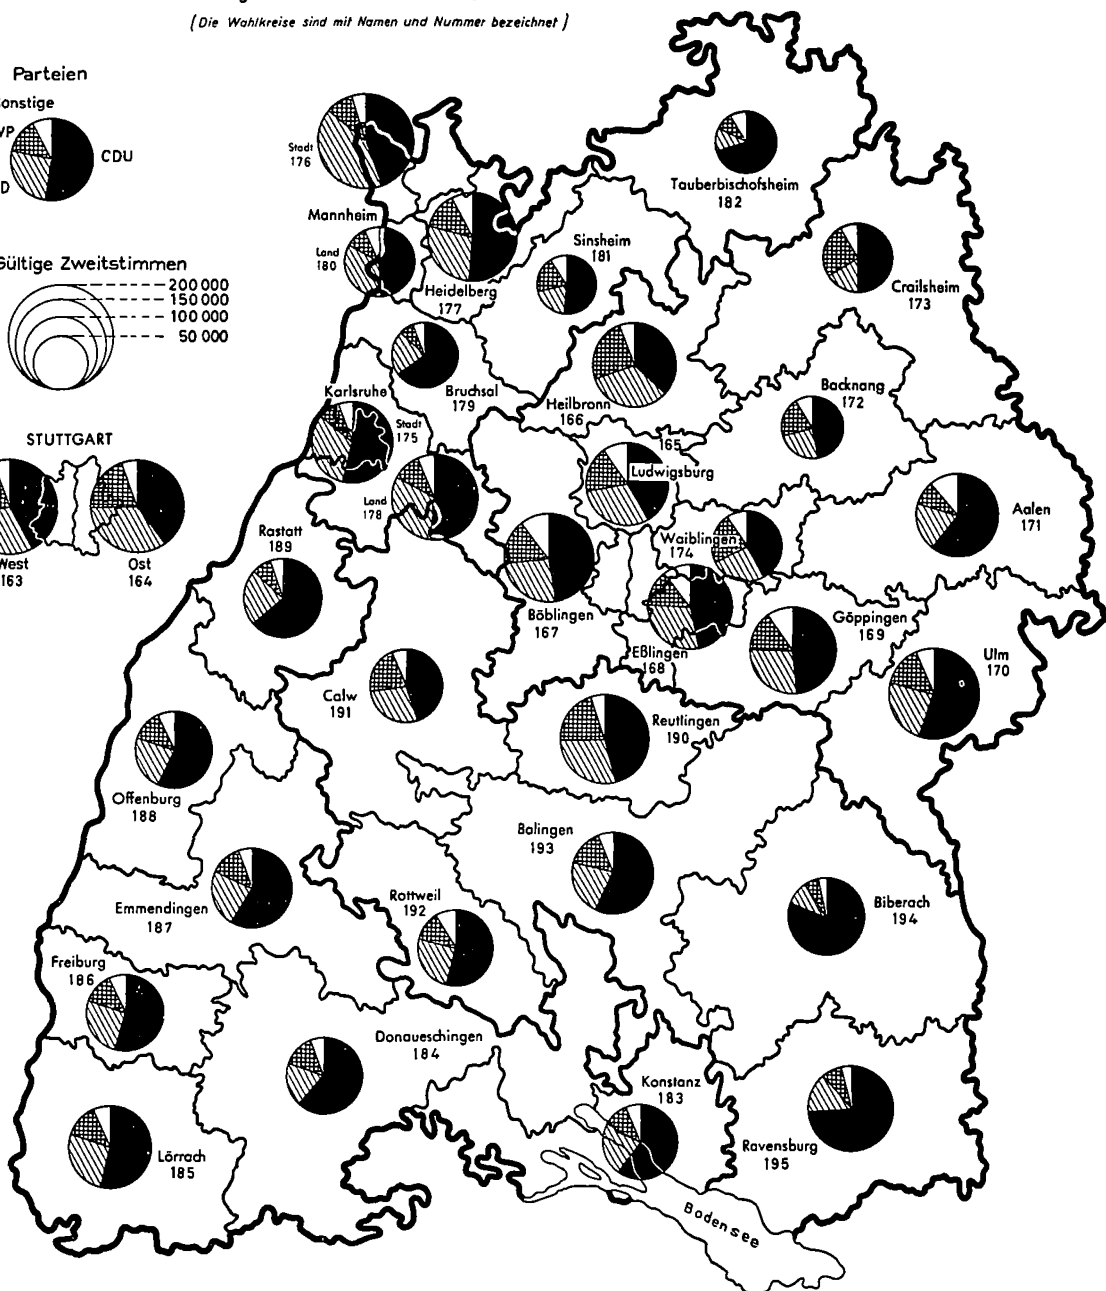 (Die Wahlkreise sind mit Namen und Nummer bezeichnet)
Parteien
onstige
VP
CDU
D
Gültige Zweitstimmen
200 000
150 000
100 000
50 000
STUTTGART
West
163
Ost
164
Stadt
176
Mannheim
Land
180
Heidelberg
177
Sinsheim
181
Tauberbischofsheim
182
Crailsheim
173
Bruchsal
179
Karlsruhe
Stadt
175
Land
178
Heilbronn
166
Backnang
172
165
Ludwigsburg
Aalen
171
Waiblingen
174
Rastatt
189
Böblingen
167
Eßlingen
168
Göppingen
169
Ulm
170
Calw
191
Reutlingen
190
Offenburg
188
Balingen
193
Emmendingen
187
Rottweil
192
Biberach
194
Freiburg
186
Donaueschingen
184
Konstanz
183
Lörrach
185
Ravensburg
195
Bodensee